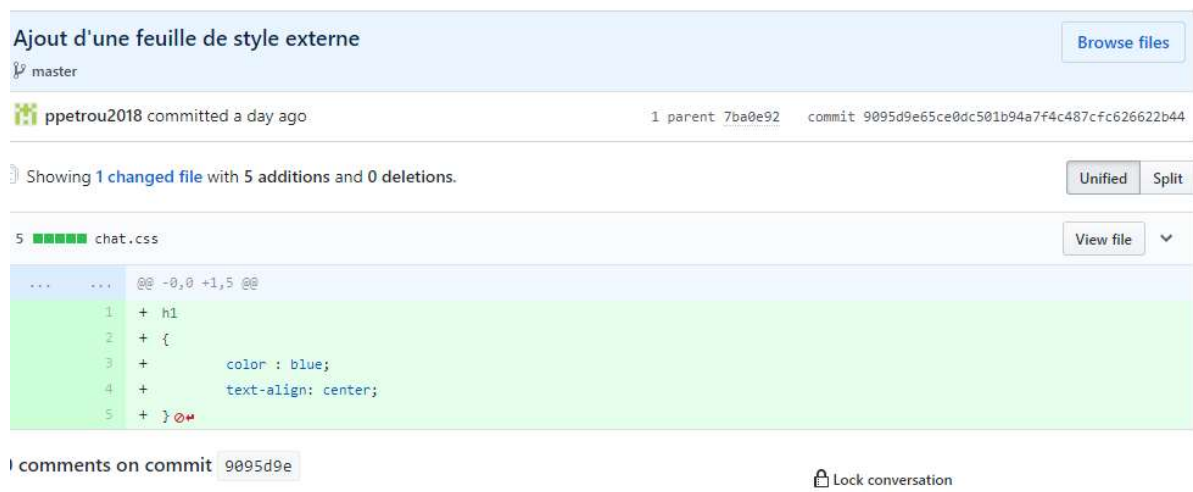 Ajout d'une feuille de style externe
Browse files
master
ppetrou2018 committed a day ago
1 parent 7ba0e92 commit 9095d9e65ce0dc501b94a7f4c487cfc626622b44
Showing 1 changed file with 5 additions and 0 deletions.
Unified Split
5 chat.css
View file
... ... @@ -0,0 +1,5 @@
1 + h1
2 + {
3 + color : blue;
4 + text-align: center;
5 + }
comments on commit 9095d9e
Lock conversation